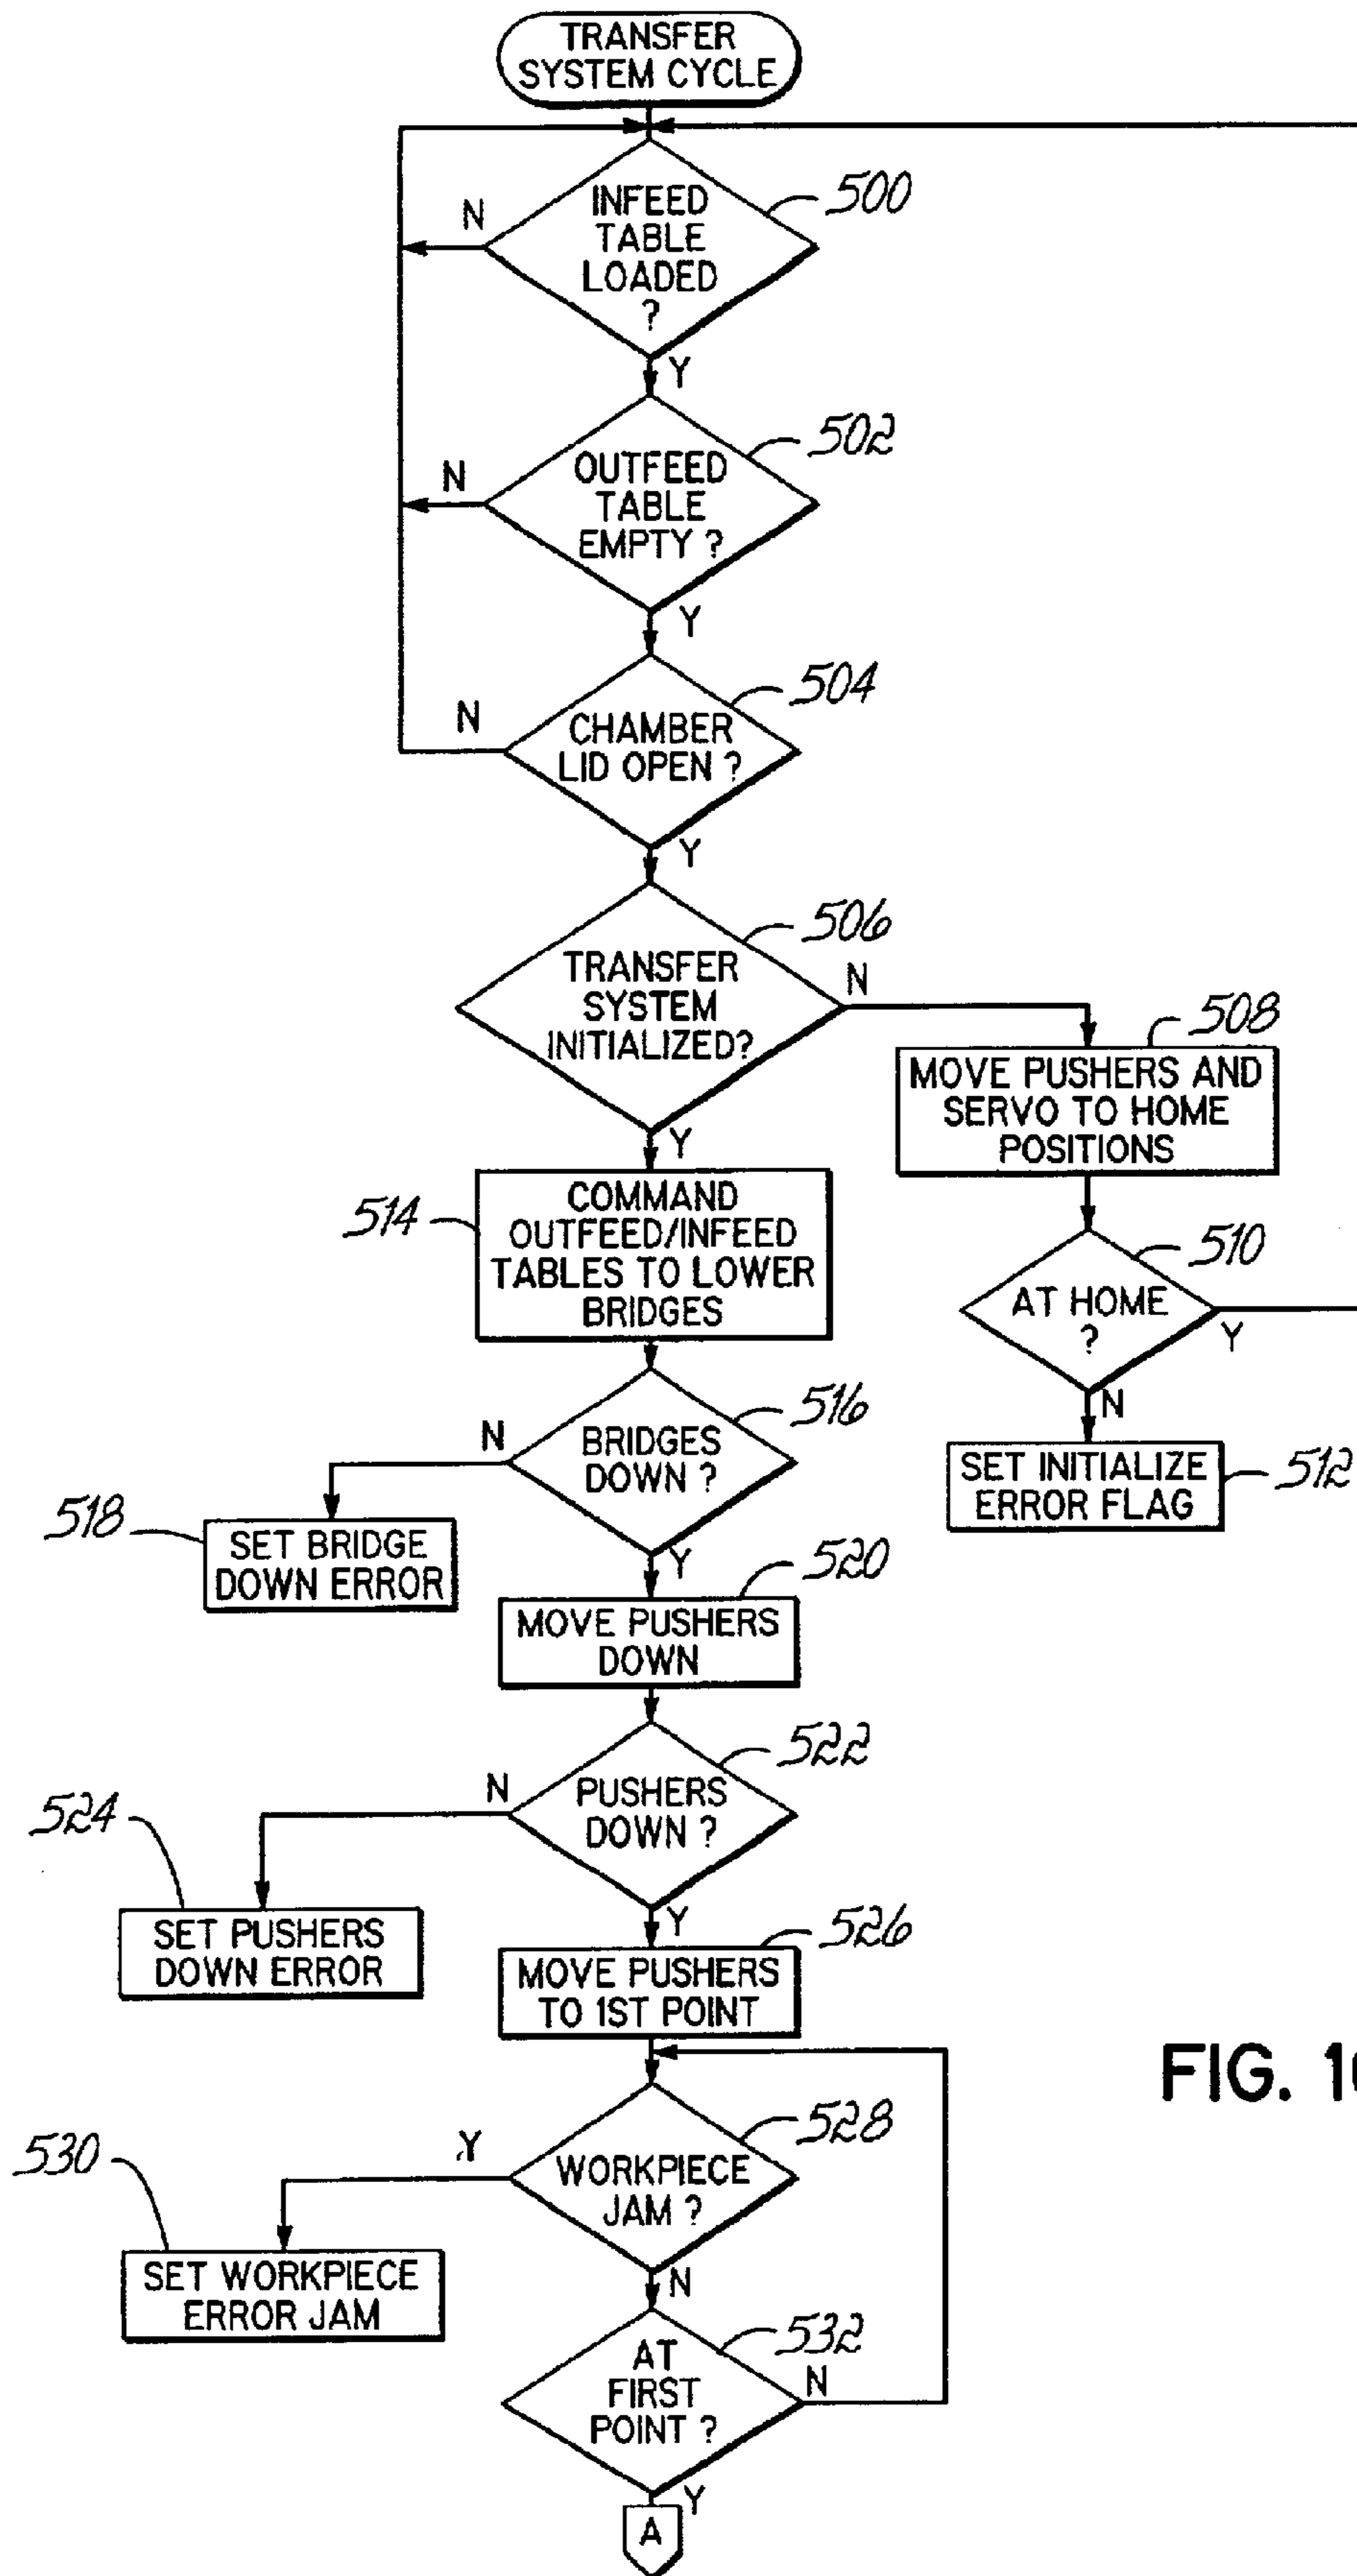 TRANSFER
SYSTEM CYCLE
500
N
INFEED
TABLE
LOADED
?
Y
502
N
OUTFEED
TABLE
EMPTY ?
Y
504
N
CHAMBER
LID OPEN ?
Y
506
TRANSFER
SYSTEM
INITIALIZED?
N
Y
508
MOVE PUSHERS AND
SERVO TO HOME
POSITIONS
510
AT HOME
?
Y
N
SET INITIALIZE
ERROR FLAG
512
514
COMMAND
OUTFEED/INFEED
TABLES TO LOWER
BRIDGES
516
N
BRIDGES
DOWN ?
Y
518
SET BRIDGE
DOWN ERROR
520
MOVE PUSHERS
DOWN
522
N
PUSHERS
DOWN ?
Y
524
SET PUSHERS
DOWN ERROR
526
MOVE PUSHERS
TO 1ST POINT
528
Y
WORKPIECE
JAM ?
N
530
SET WORKPIECE
ERROR JAM
532
AT
FIRST
POINT ?
N
Y
A
FIG.